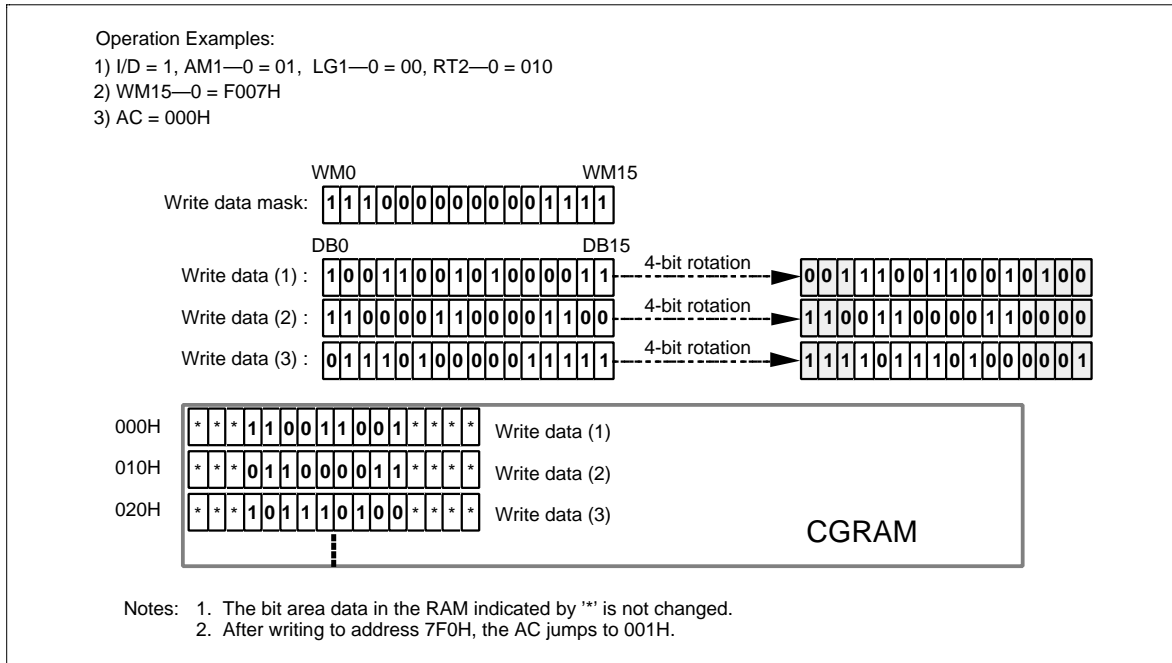 Operation Examples:
1) I/D = 1, AM1—0 = 01, LG1—0 = 00, RT2—0 = 010
2) WM15—0 = F007H
3) AC = 000H
WM0 WM15
Write data mask: 1 1 1 0 0 0 0 0 0 0 0 0 1 1 1 1
DB0 DB15
Write data (1) : 1 0 0 1 1 0 0 1 0 1 0 0 0 0 1 1 4-bit rotation 0 0 1 1 1 0 0 1 1 0 0 1 0 1 0 0
Write data (2) : 1 1 0 0 0 0 1 1 0 0 0 0 1 1 0 0 4-bit rotation 1 1 0 0 1 1 0 0 0 0 1 1 0 0 0 0
Write data (3) : 0 1 1 1 0 1 0 0 0 0 0 1 1 1 1 1 4-bit rotation 1 1 1 1 0 1 1 1 0 1 0 0 0 0 0 1
000H * * * 1 1 0 0 1 1 0 0 1 * * * * Write data (1)
010H * * * 0 1 1 0 0 0 0 1 1 * * * * Write data (2)
020H * * * 1 0 1 1 1 0 1 0 0 * * * * Write data (3)
CGRAM
Notes: 1. The bit area data in the RAM indicated by '*' is not changed.
2. After writing to address 7F0H, the AC jumps to 001H.